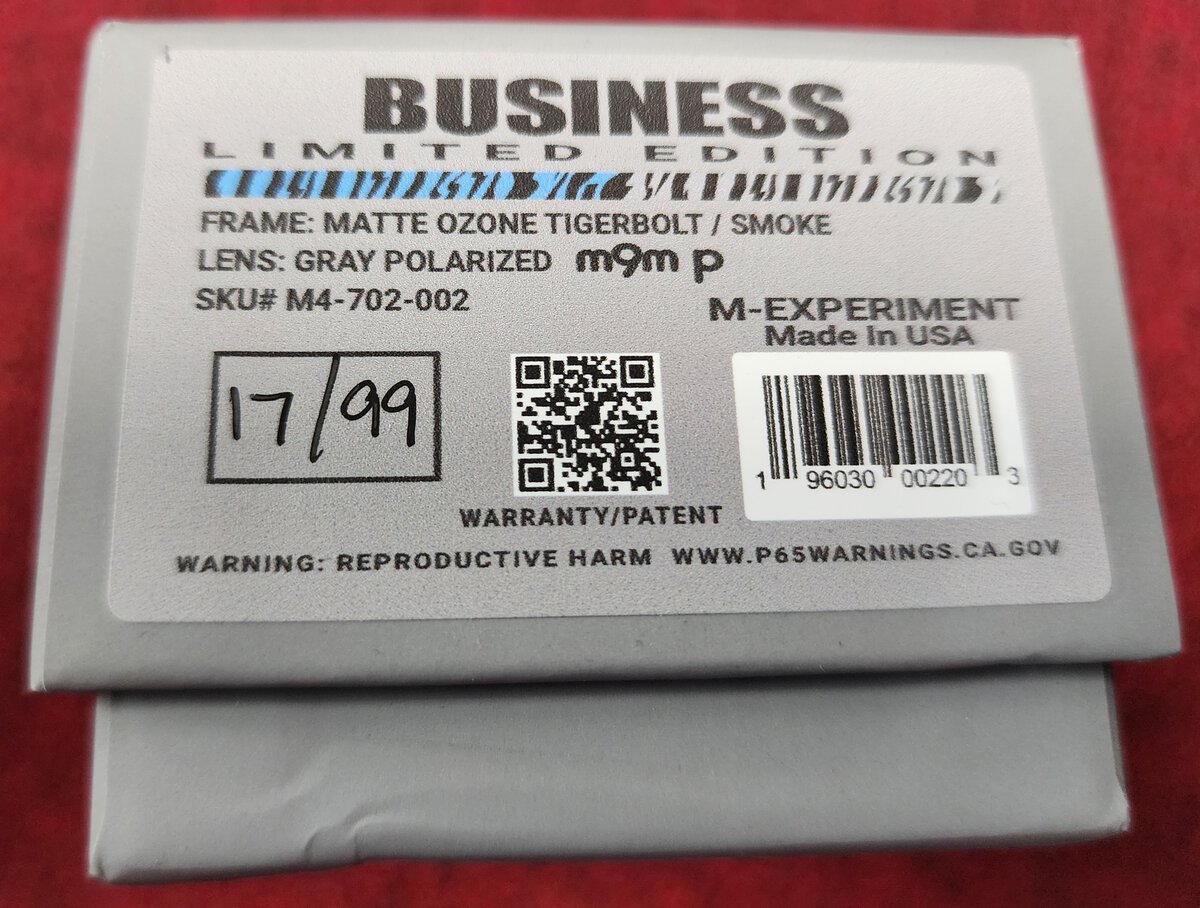 BUSINESS
LIMITED EDITION
FRAME: MATTE OZONE TIGERBOLT / SMOKE
LENS: GRAY POLARIZED m9m p
SKU# M4-702-002
M-EXPERIMENT
Made In USA
17/99
m9m
1 96030 00220 3
WARRANTY/PATENT
WARNING: REPRODUCTIVE HARM WWW.P65WARNINGS.CA.GOV